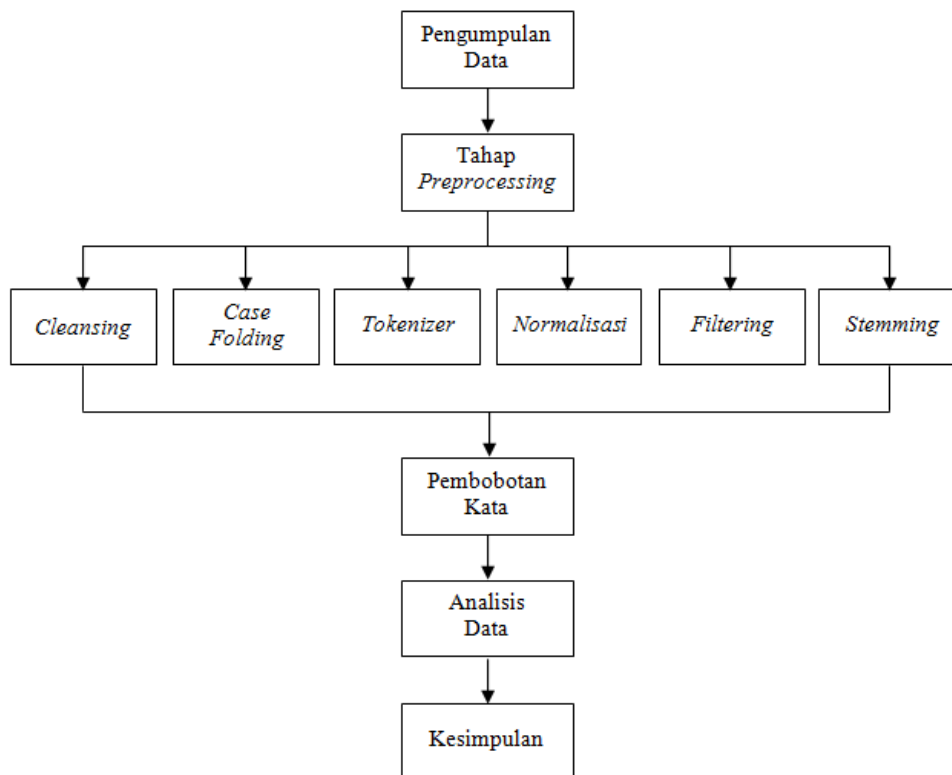 Pengumpulan
Data
Tahap
Preprocessing
Cleansing
Case
Folding
Tokenizer
Normalisasi
Filtering
Stemming
Pembobotan
Kata
Analisis
Data
Kesimpulan